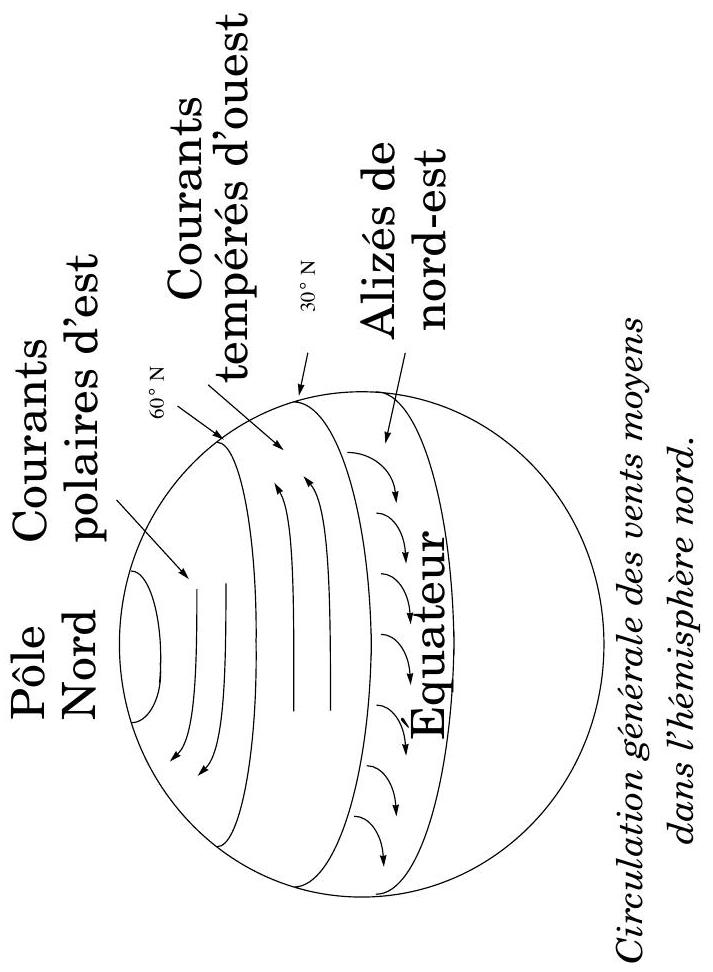 Pôle
Nord
Courants
polaires d'est
60° N
Courants
tempérés d'ouest
30° N
Alizés de
nord-est
Équateur
Circulation générale des vents moyens
dans l'hémisphère nord.